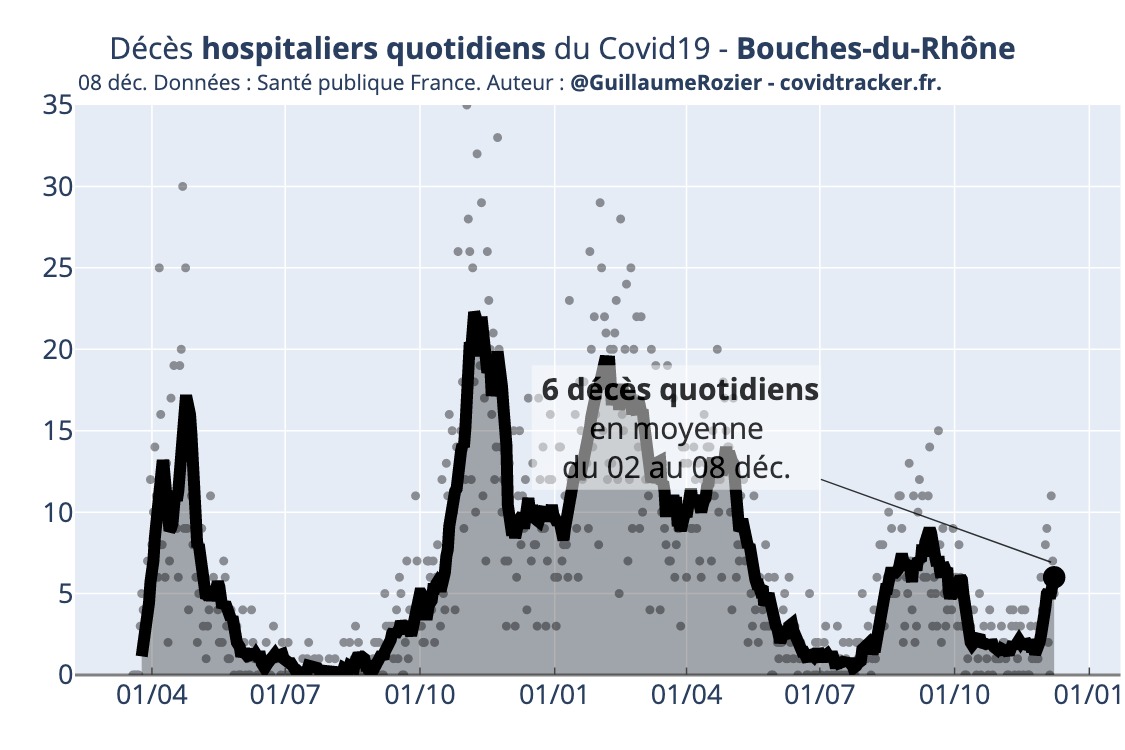 Décès hospitaliers quotidiens du Covid19 - Bouches-du-Rhône
08 déc. Données : Santé publique France. Auteur : @GuillaumeRozier - covidtracker.fr.
35
30
25
20
15
10
5
0
6 décès quotidiens
en moyenne
du 02 au 08 déc.
01/04 01/07 01/10 01/01 01/04 01/07 01/10 01/01